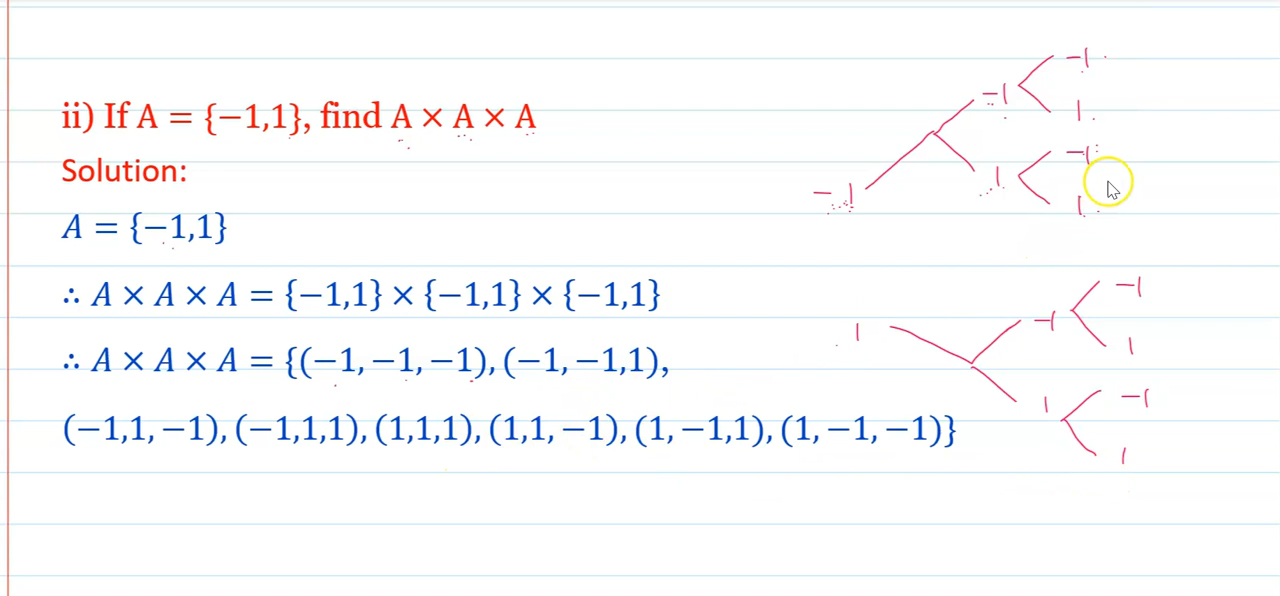 ii) If A = {−1,1}, find A × A × A
Solution:
A = {−1,1}
∴ A × A × A = {−1,1} × {−1,1} × {−1,1}
∴ A × A × A = {(−1, −1, −1), (−1, −1,1),
(−1,1, −1), (−1,1,1), (1,1,1), (1,1, −1), (1, −1,1), (1, −1, −1)}
-1
-1
1
-1
-1
1
1
-1
1
-1
1
1
-1
1